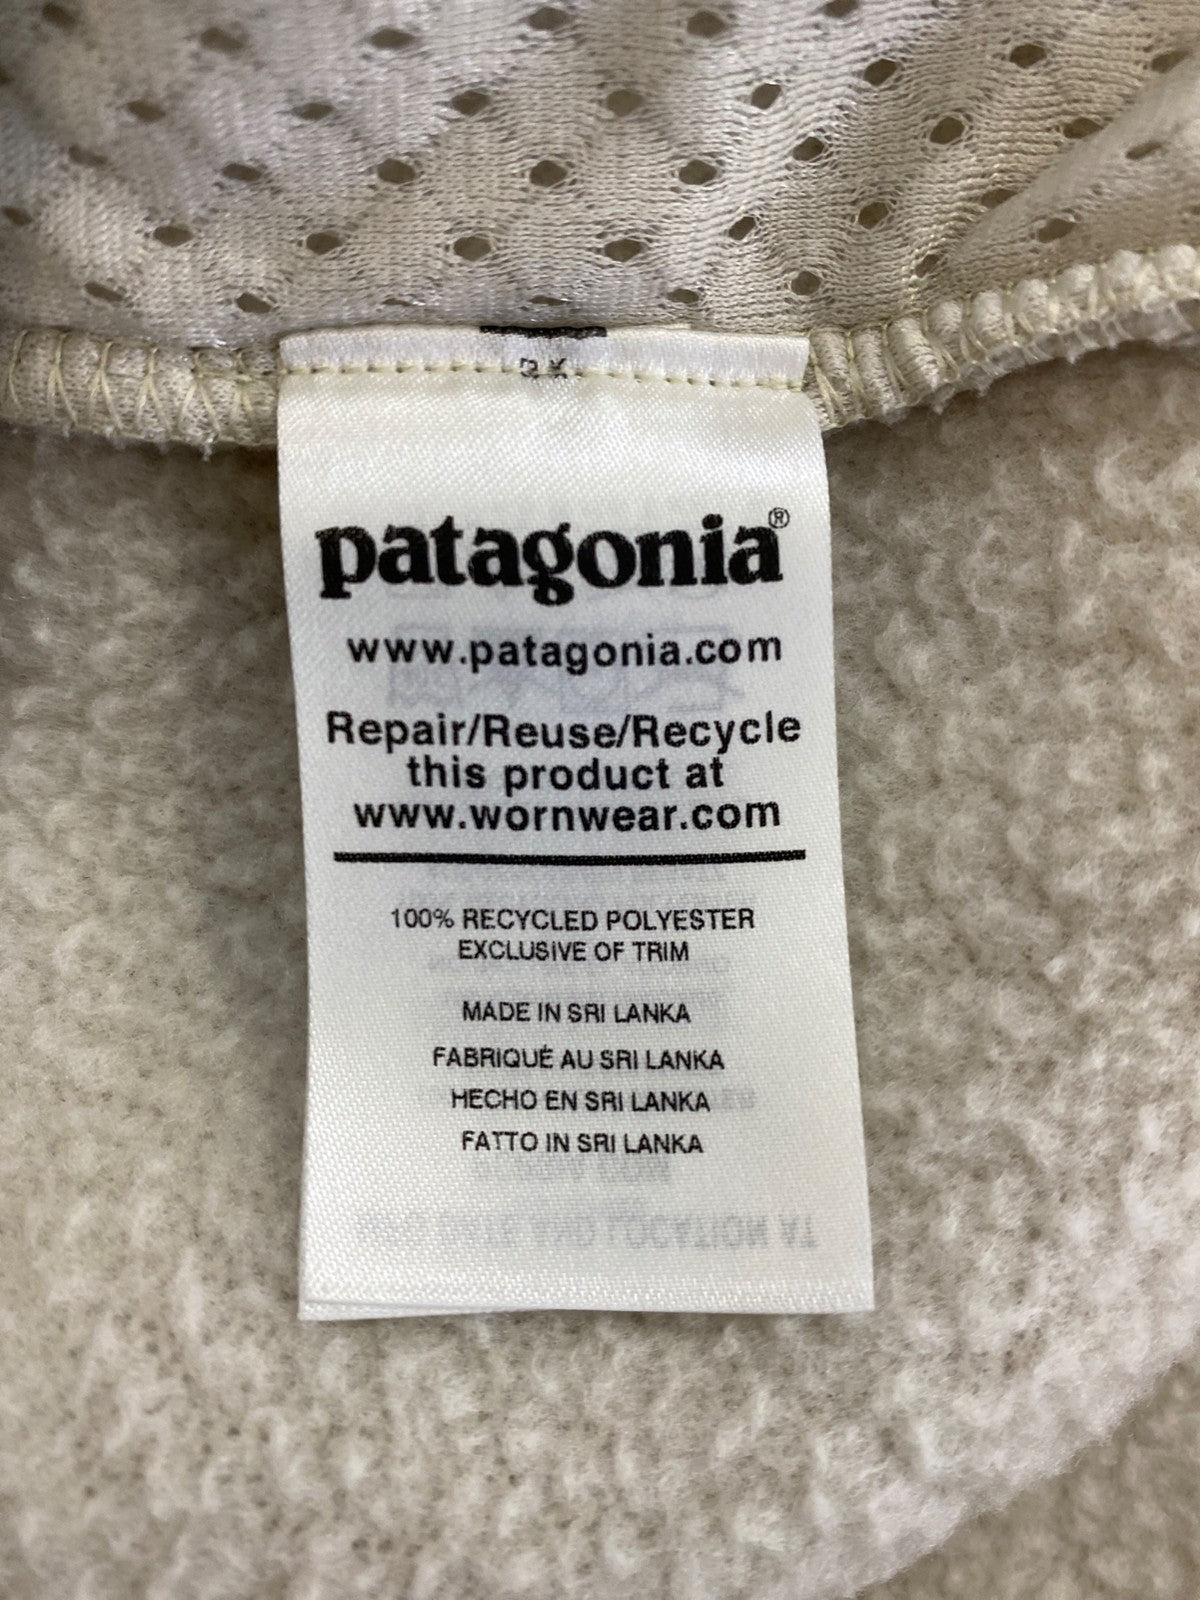 patagonia®
www.patagonia.com
Repair/Reuse/Recycle
this product at
www.wornwear.com
100% RECYCLED POLYESTER
EXCLUSIVE OF TRIM
MADE IN SRI LANKA
FABRIQUÉ AU SRI LANKA
HECHO EN SRI LANKA
FATTO IN SRI LANKA